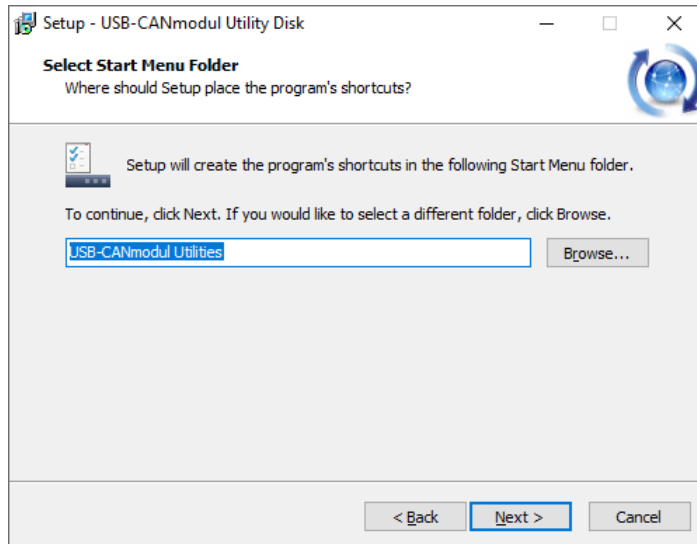 Setup - USB-CANmodul Utility Disk
Select Start Menu Folder
Where should Setup place the program's shortcuts?
Setup will create the program's shortcuts in the following Start Menu folder.
To continue, click Next. If you would like to select a different folder, click Browse.
USB-CANmodul Utilities
Browse...
< Back
Next >
Cancel